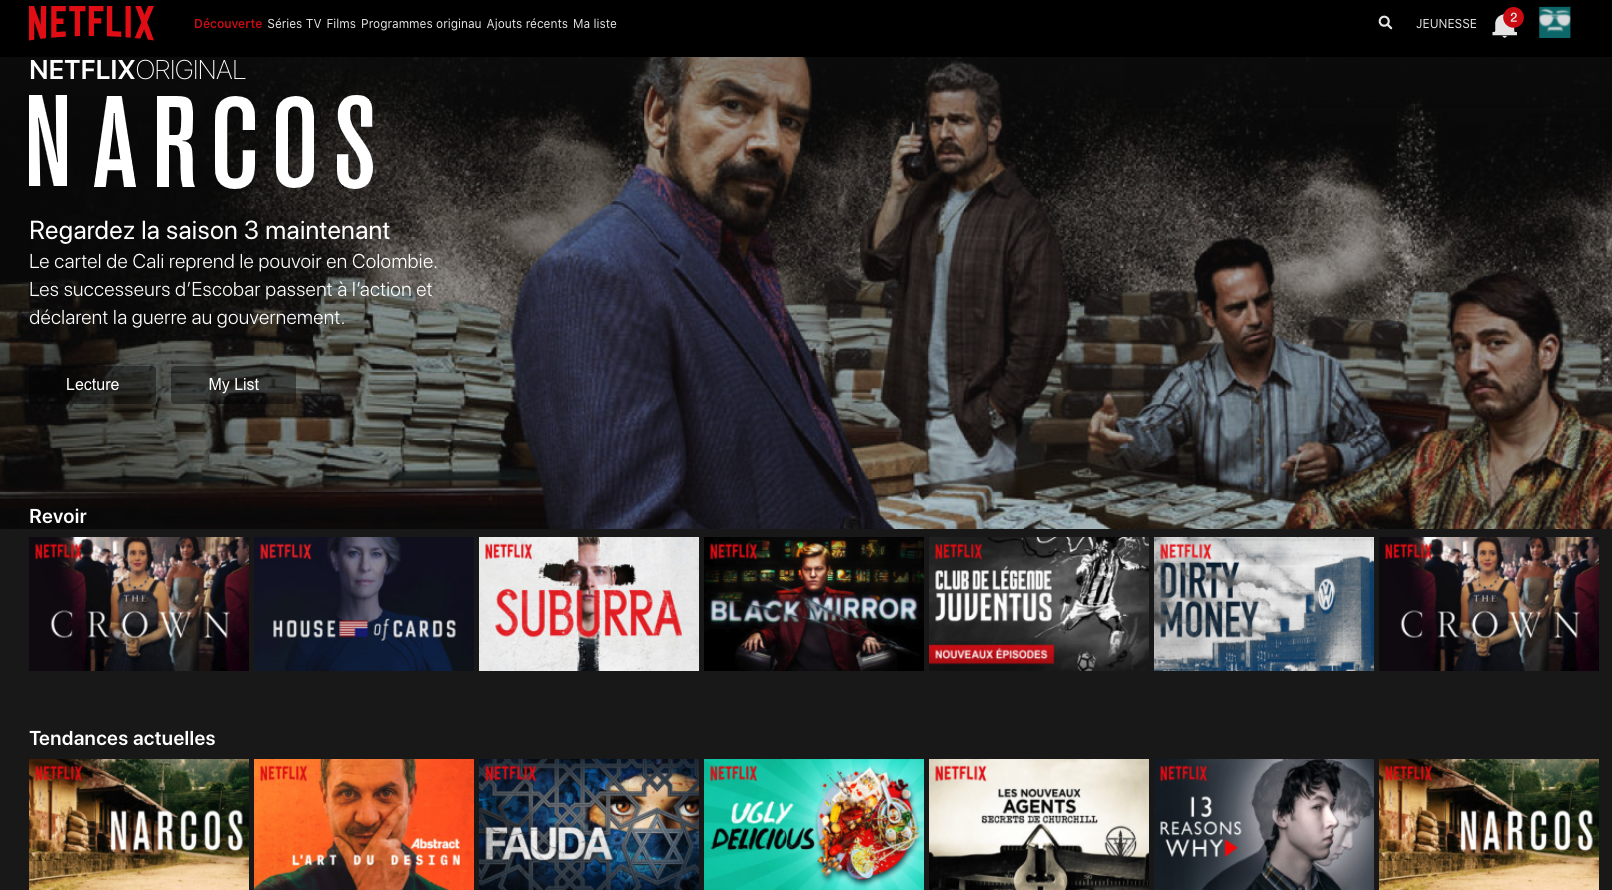 NETFLIX
Découverte Séries TV Films Programmes originau Ajouts récents Ma liste
JEUNESSE
2
NETFLIX ORIGINAL
NARCOS
Regardez la saison 3 maintenant
Le cartel de Cali reprend le pouvoir en Colombie.
Les successeurs d'Escobar passent à l'action et
déclarent la guerre au gouvernement.
Lecture
My List
Revoir
NETFLIX
THE
CROWN
NETFLIX
HOUSE of CARDS
NETFLIX
SUBURRA
NETFLIX
BLACK MIRROR
NETFLIX
CLUB DE LÉGENDE
JUVENTUS
NOUVEAUX ÉPISODES
NETFLIX
DIRTY
MONEY
NETFLIX
THE
CROWN
Tendances actuelles
NETFLIX
NARCOS
NETFLIX
Abstract
L'ART DU DESIGN
NETFLIX
FAUDA
NETFLIX
UGLY
DELICIOUS
NETFLIX
LES NOUVEAUX
AGENTS
SECRETS DE CHURCHILL
NETFLIX
13
REASONS
WHY
NETFLIX
NARCOS